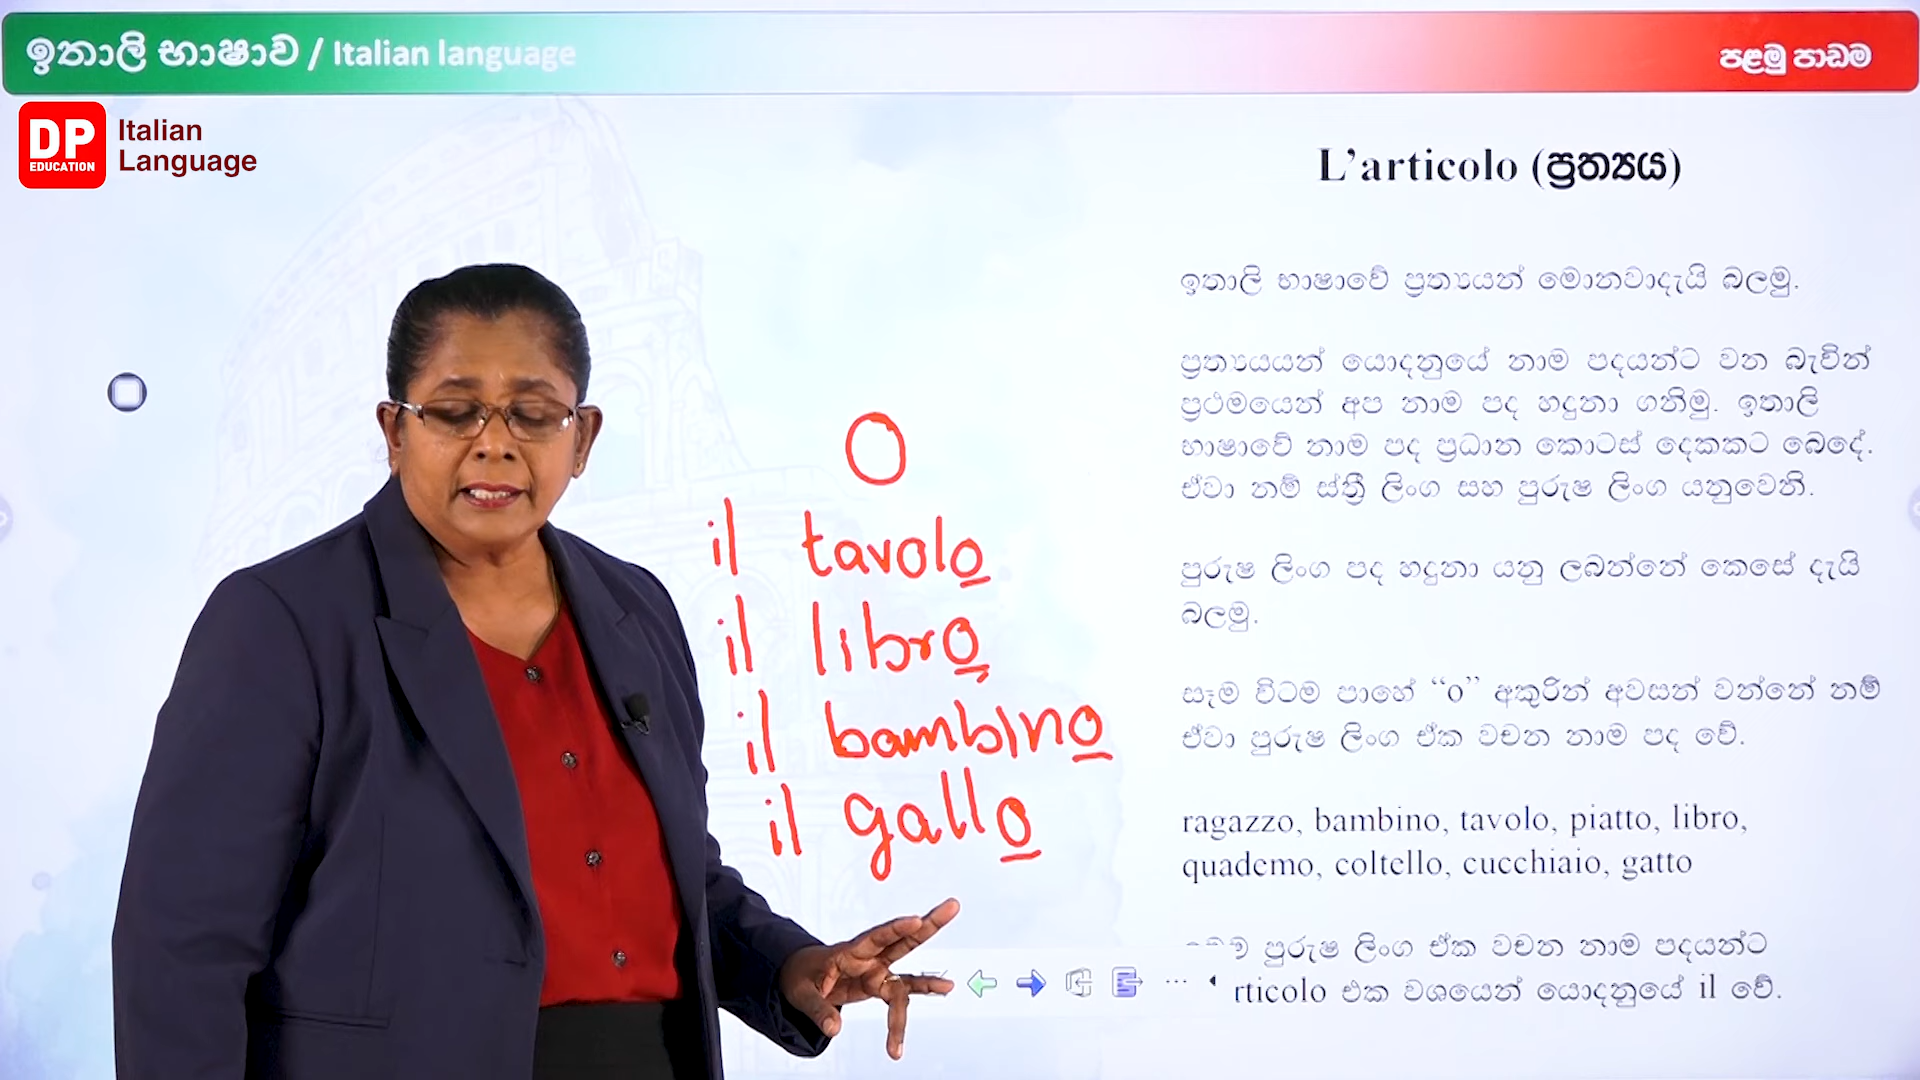 ඉතාලි භාෂාව / Italian language
පළමු පාඩම
DP
EDUCATION
Italian
Language
L’articolo (ප්‍රත්‍යය)
ඉතාලි භාෂාවේ ප්‍රත්‍යයන් මොනවාදැයි බලමු.
ප්‍රත්‍යයයන් යොදනුයේ නාම පදයන්ට වන බැවින්
ප්‍රථමයෙන් අප නාම පද හදුනා ගනිමු. ඉතාලි
භාෂාවේ නාම පද ප්‍රධාන කොටස් දෙකකට බෙදේ.
ඒවා නම් ස්ත්‍රී ලිංග සහ පුරුෂ ලිංග යනුවෙනි.
පුරුෂ ලිංග පද හදුනා යනු ලබන්නේ කෙසේ දැයි
බලමු.
සෑම විටම පාහේ “o” අකුරින් අවසන් වන්නේ නම්
ඒවා පුරුෂ ලිංග ඒක වචන නාම පද වේ.
ragazzo, bambino, tavolo, piatto, libro,
quaderno, coltello, cucchiaio, gatto
පුරුෂ ලිංග ඒක වචන නාම පදයන්ට
rticolo එක වශයෙන් යොදනුයේ il වේ.
O
il tavolo
il libro
il bambino
il gallo